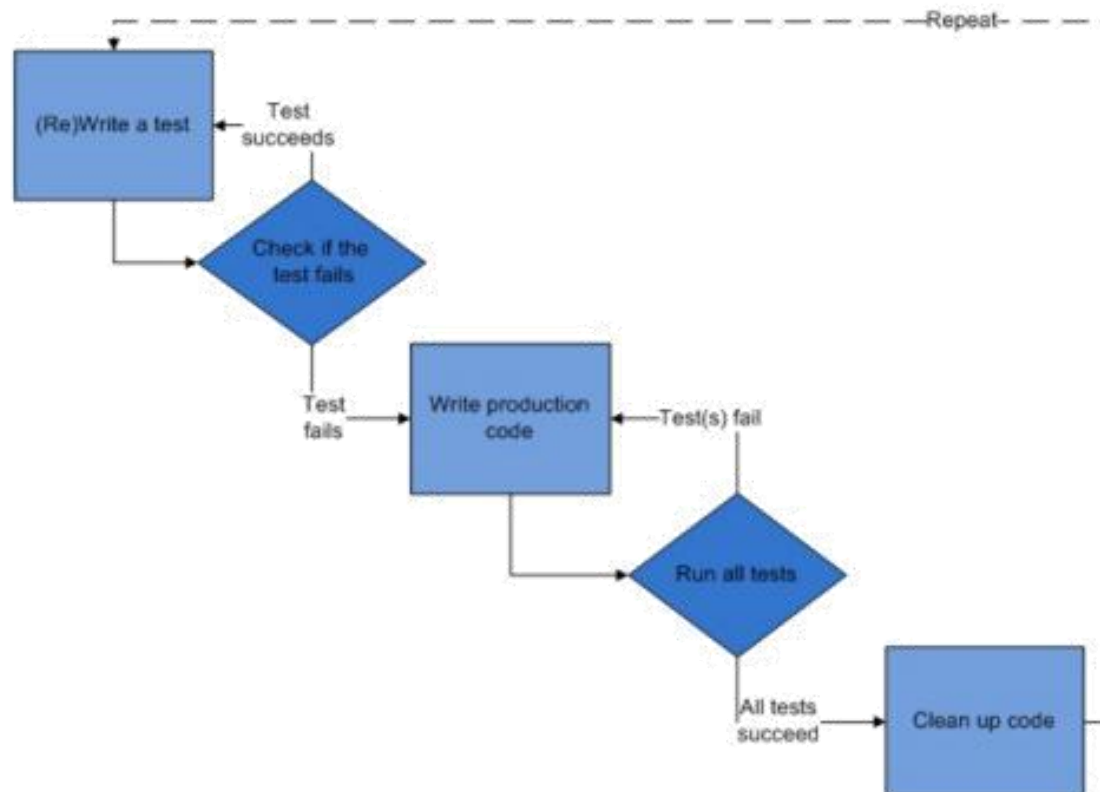 Repeat
(Re)Write a test
Test
succeeds
Check if the
test fails
Test
fails
Write production
code
Test(s) fail
Run all tests
All tests
succeed
Clean up code